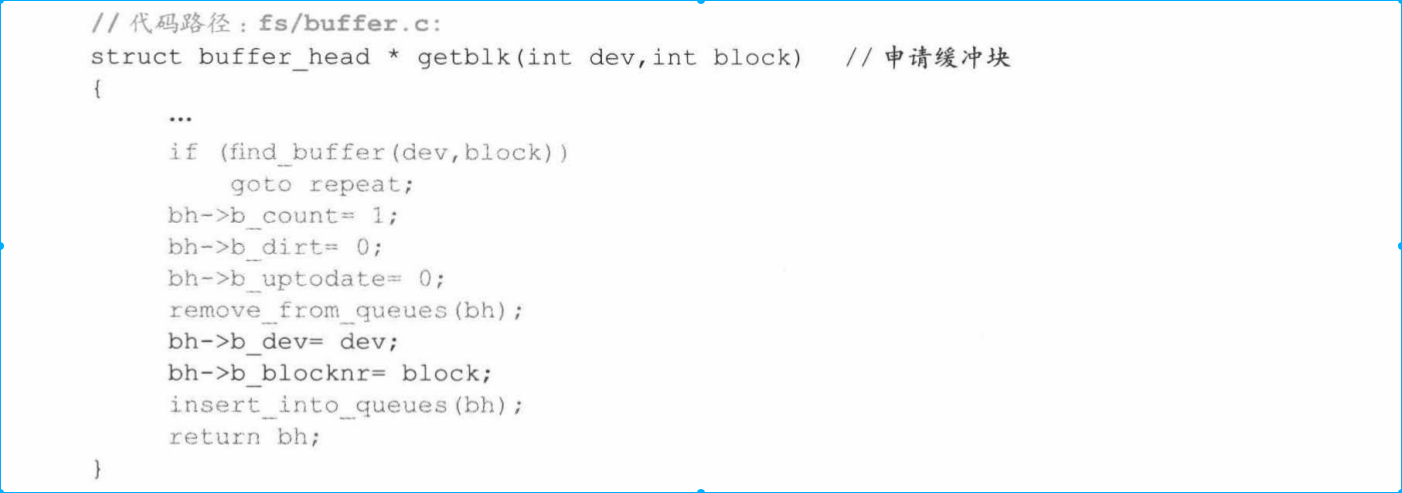 // 代码路径:fs/buffer.c:
struct buffer_head * getblk(int dev,int block) // 申请缓冲块
{
…
if (find_buffer(dev,block))
goto repeat;
bh->b_count= 1;
bh->b_dirt= 0;
bh->b_uptodate= 0;
remove_from_queues(bh);
bh->b_dev= dev;
bh->b_blocknr= block;
insert_into_queues(bh);
return bh;
}